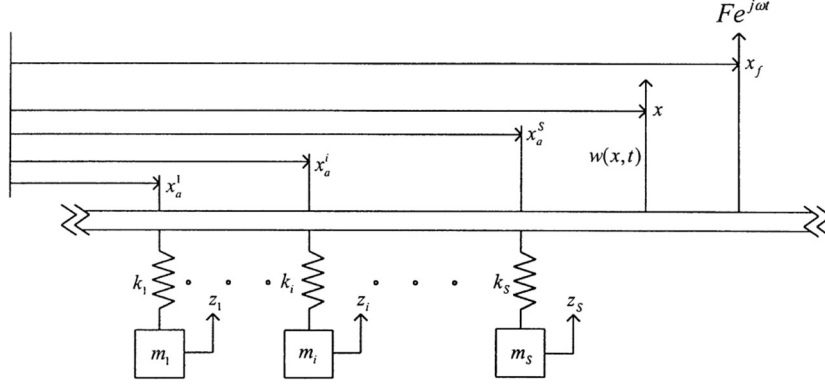 Fe^{jωt}
x_f
x
x_a^S
w(x,t)
x_a^i
x_a^1
k_1
k_i
k_S
z_1
z_i
z_S
m_1
m_i
m_S